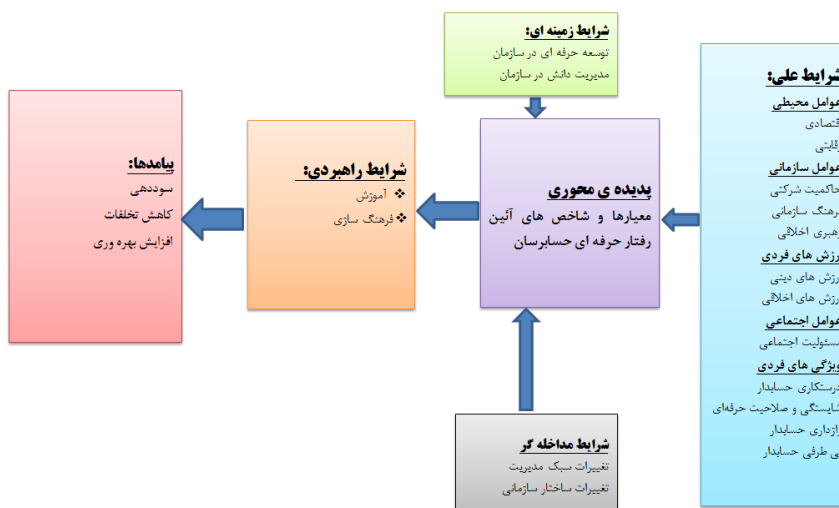 شرایط زمینه ای:
توسعه حرفه ای در سازمان
مدیریت دانش در سازمان
شرایط علی:
عوامل محیطی
قتصادی
رقابتی
عوامل سازمانی
حاکمیت شرکتی
فرهنگ سازمانی
رهبری اخلاقی
ارزش های فردی
ارزش های دینی
ارزش های اخلاقی
عوامل اجتماعی
مسئولیت اجتماعی
ویژگی های فردی
درستکاری حسابدار
شایستگی و صلاحیت حرفه‌ای
رازداری حسابدار
بی طرفی حسابدار
پدیده ی محوری
معیارها و شاخص های آئین
رفتار حرفه ای حسابرسان
شرایط راهبردی:
❖ آموزش
❖ فرهنگ سازی
پیامدها:
سوددهی
کاهش تخلفات
افزایش بهره وری
شرایط مداخله گر
تغییرات سبک مدیریت
تغییرات ساختار سازمانی